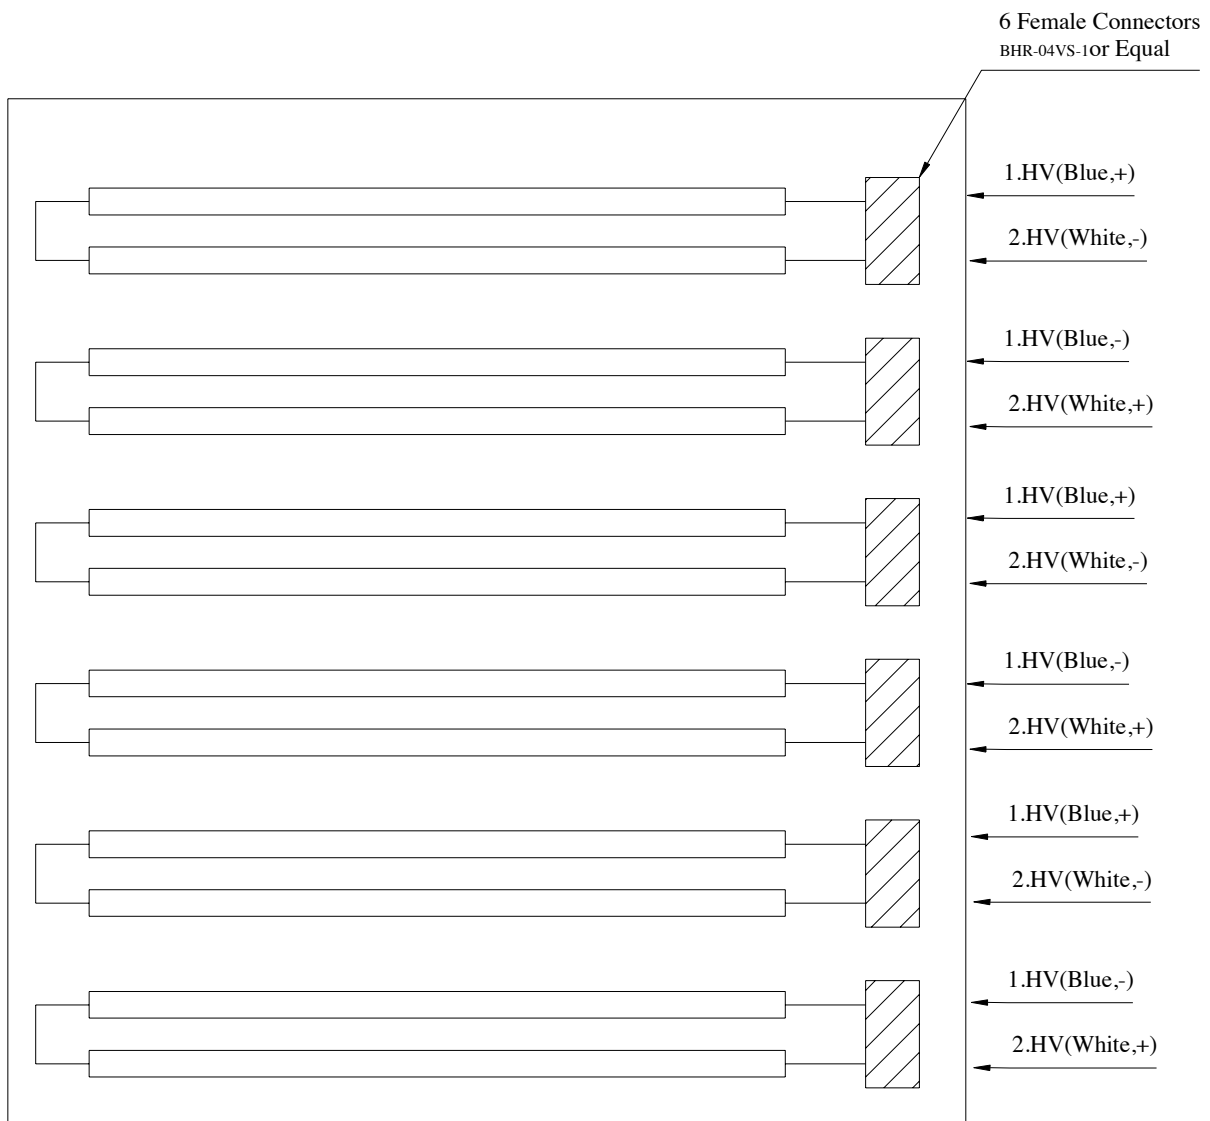 6 Female Connectors
BHR-04VS-1or Equal
1.HV(Blue,+)
2.HV(White,-)
1.HV(Blue,-)
2.HV(White,+)
1.HV(Blue,+)
2.HV(White,-)
1.HV(Blue,-)
2.HV(White,+)
1.HV(Blue,+)
2.HV(White,-)
1.HV(Blue,-)
2.HV(White,+)